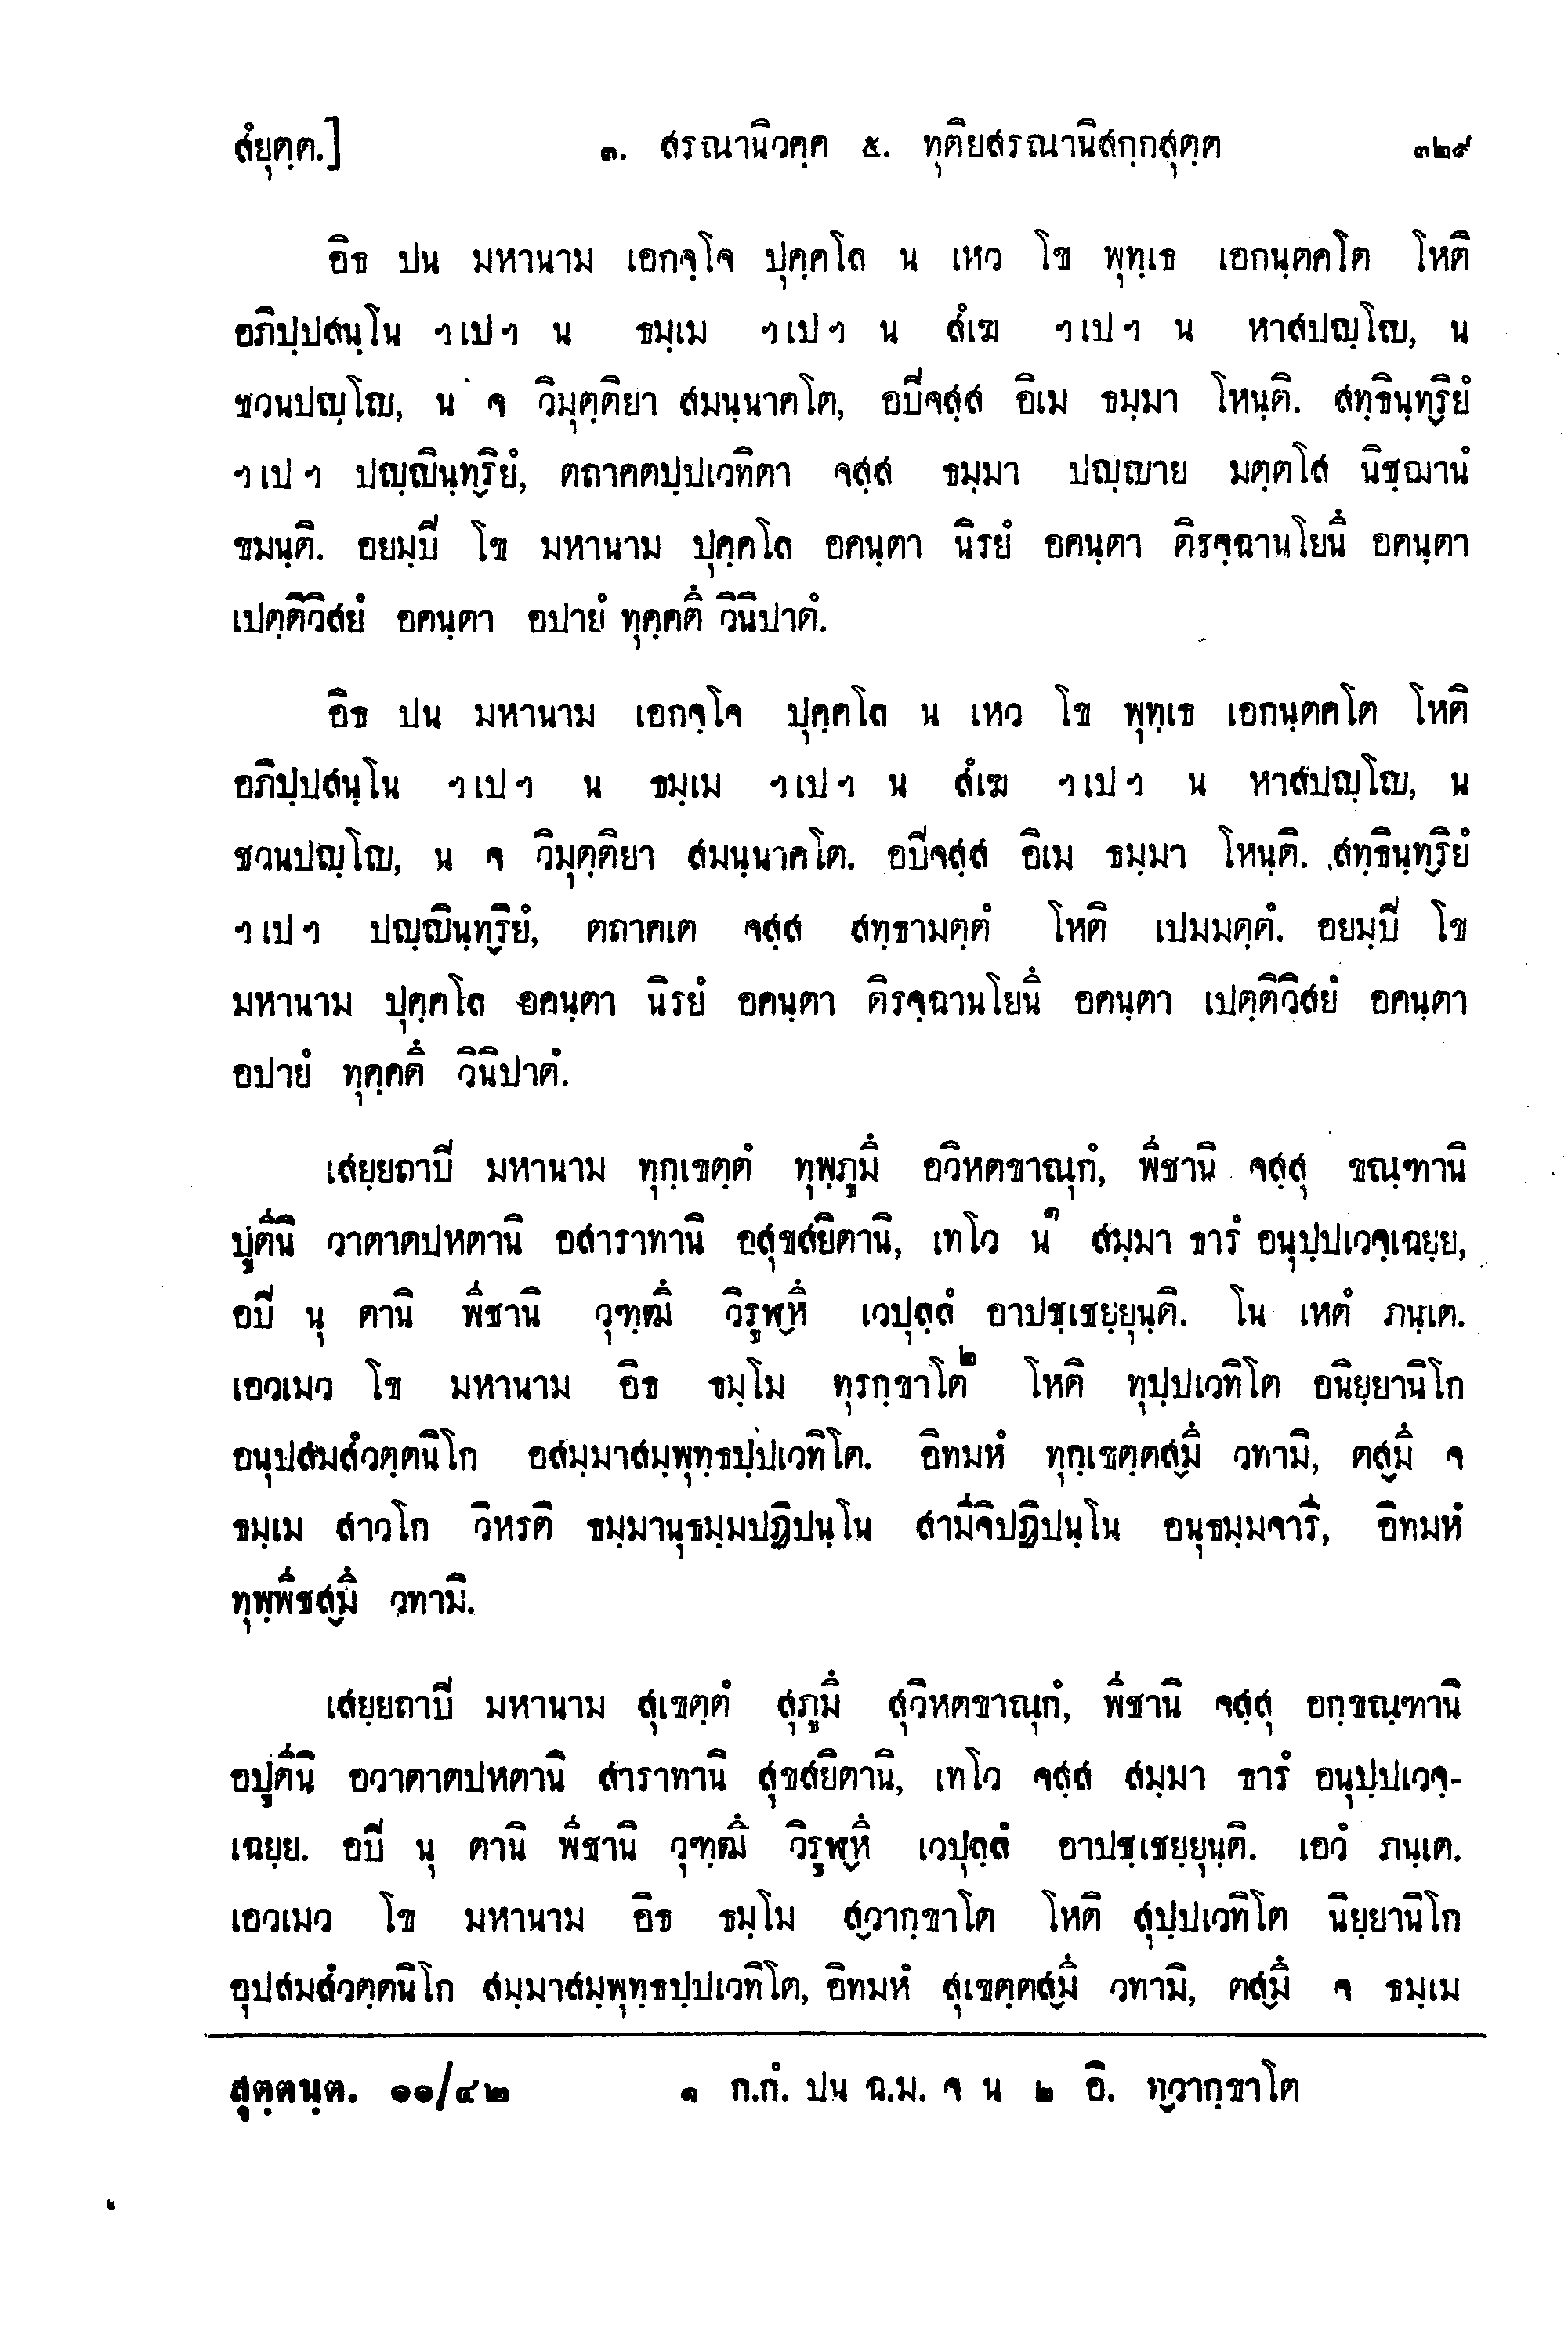 สํยุตฺต.] ๓. สรณานิวคฺค ๕. ทุติยสรณานิสกฺกสุตฺต ๓๒๙
อิธ ปน มหานาม เอกจฺโจ ปุคฺคโล น เหว โข พุทฺเธ เอกนฺตคโต โหติ
อภิปฺปสนฺโน ฯ เป ฯ น ธมฺเม ฯ เป ฯ น สํเฆ ฯ เป ฯ น หาสปญฺโญ, น
ชวนปญฺโญ, น จ วิมุตฺติยา สมนฺนาคโต, อปิจสฺส อิเม ธมฺมา โหนฺติ. สทฺธินฺทฺริยํ
ฯ เป ฯ ปญฺญินฺทฺริยํ, ตถาคตปฺปเวทิตา จสฺส ธมฺมา ปญฺญาย มตฺตโส นิชฺฌานํ
ขมนฺติ. อยมฺปิ โข มหานาม ปุคฺคโล อคนฺตา นิรยํ อคนฺตา ติรจฺฉานโยนึ อคนฺตา
เปตฺติวิสยํ อคนฺตา อปายํ ทุคฺคตึ วินิปาตํ.
อิธ ปน มหานาม เอกจฺโจ ปุคฺคโล น เหว โข พุทฺเธ เอกนฺตคโต โหติ
อภิปฺปสนฺโน ฯ เป ฯ น ธมฺเม ฯ เป ฯ น สํเฆ ฯ เป ฯ น หาสปญฺโญ, น
ชวนปญฺโญ, น จ วิมุตฺติยา สมนฺนาคโต. อปิจสฺส อิเม ธมฺมา โหนฺติ. สทฺธินฺทฺริยํ
ฯ เป ฯ ปญฺญินฺทฺริยํ, ตถาคเต จสฺส สทฺธามตฺตํ โหติ เปมมตฺตํ. อยมฺปิ โข
มหานาม ปุคฺคโล อคนฺตา นิรยํ อคนฺตา ติรจฺฉานโยนึ อคนฺตา เปตฺติวิสยํ อคนฺตา
อปายํ ทุคฺคตึ วินิปาตํ.
เสยฺยถาปิ มหานาม ทุกฺเขตฺตํ ทุพฺภูมึ อวิหตขาณุกํ, พีชานิ จสฺสุ ขณฺฑานิ
ปูตีนิ วาตาตปหตานิ อสาราทานิ อสุขสยิตานิ, เทโว น๑ สมฺมา ธารํ อนุปฺปเวจฺเฉยฺย,
อปิ นุ ตานิ พีชานิ วุฑฺฒึ วิรูฬฺหึ เวปุลฺลํ อาปชฺเชยฺยุนฺติ. โน เหตํ ภนฺเต.
เอวเมว โข มหานาม อิธ ธมฺโม ทุรกฺขาโต๒ โหติ ทุปฺปเวทิโต อนิยฺยานิโก
อนุปสมสํวตฺตนิโก อสมฺมาสมฺพุทฺธปฺปเวทิโต. อิทมหํ ทุกฺเขตฺตสฺมึ วทามิ, ตสฺมึ จ
ธมฺเม สาวโก วิหรติ ธมฺมานุธมฺมปฏิปนฺโน สามีจิปฏิปนฺโน อนุธมฺมจารี, อิทมหํ
ทุพฺพีชสฺมึ วทามิ.
เสยฺยถาปิ มหานาม สุเขตฺตํ สุภูมึ สุวิหตขาณุกํ, พีชานิ จสฺสุ อกฺขณฺฑานิ
อปูตีนิ อวาตาตปหตานิ สาราทานิ สุขสยิตานิ, เทโว จสฺส สมฺมา ธารํ อนุปฺปเวจฺ-
เฉยฺย. อปิ นุ ตานิ พีชานิ วุฑฺฒึ วิรูฬฺหึ เวปุลฺลํ อาปชฺเชยฺยุนฺติ. เอวํ ภนฺเต.
เอวเมว โข มหานาม อิธ ธมฺโม สฺวากฺขาโต โหติ สุปฺปเวทิโต นิยฺยานิโก
อุปสมสํวตฺตนิโก สมฺมาสมฺพุทฺธปฺปเวทิโต, อิทมหํ สุเขตฺตสฺมึ วทามิ, ตสฺมึ จ ธมฺเม
สุตฺตนฺต. ๑๑/๔๒ ๑ ก.กํ. ปน ฉ.ม. จ น ๒ อิ. ทฺวากฺขาโต